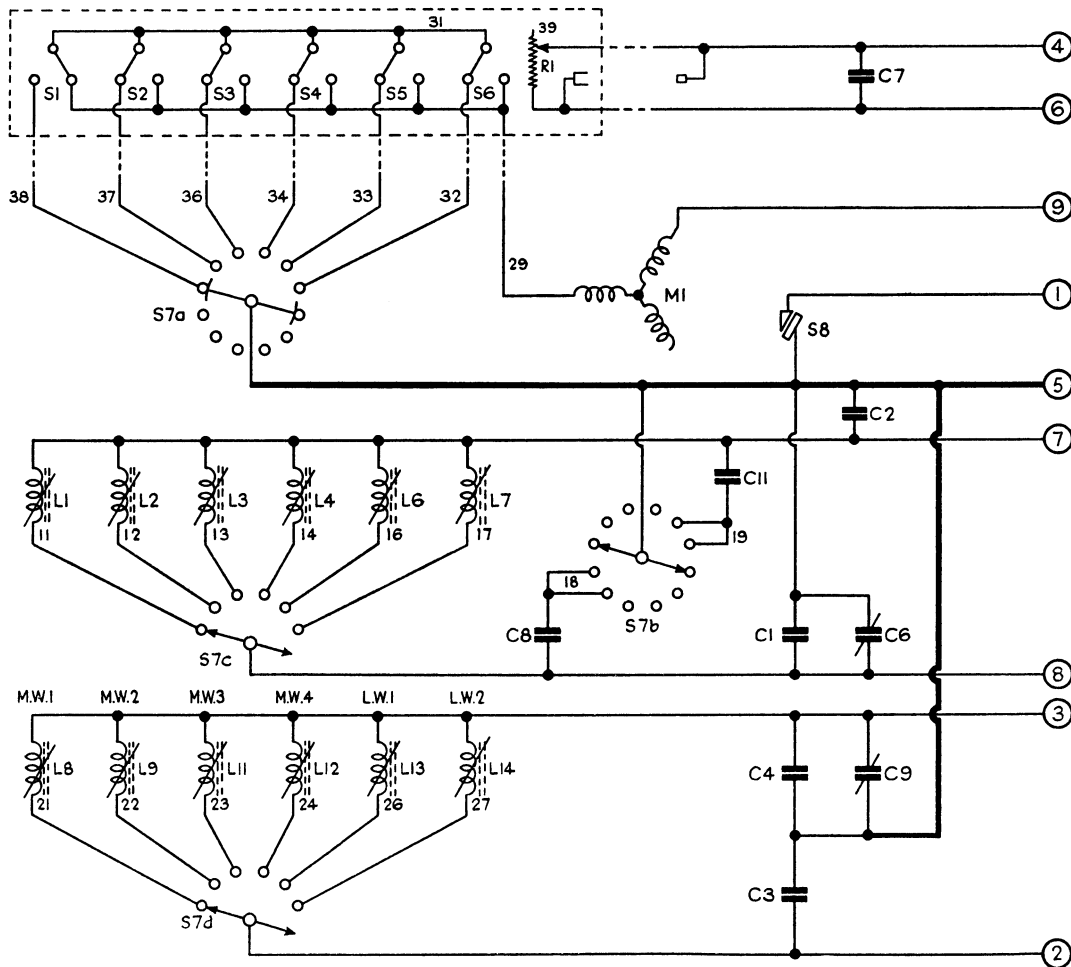 31
39
4
R1
C7
S1 S2 S3 S4 S5 S6
6
38 37 36 34 33 32
9
29
M1
1
S7a
S8
5
C2
7
L1 L2 L3 L4 L6 L7
C11
11 12 13 14 16 17
19
18
S7c
C8
S7b
C1
C6
8
M.W.1 M.W.2 M.W.3 M.W.4 L.W.1 L.W.2
3
L8 L9 L11 L12 L13 L14
C4
C9
21 22 23 24 26 27
C3
S7d
2